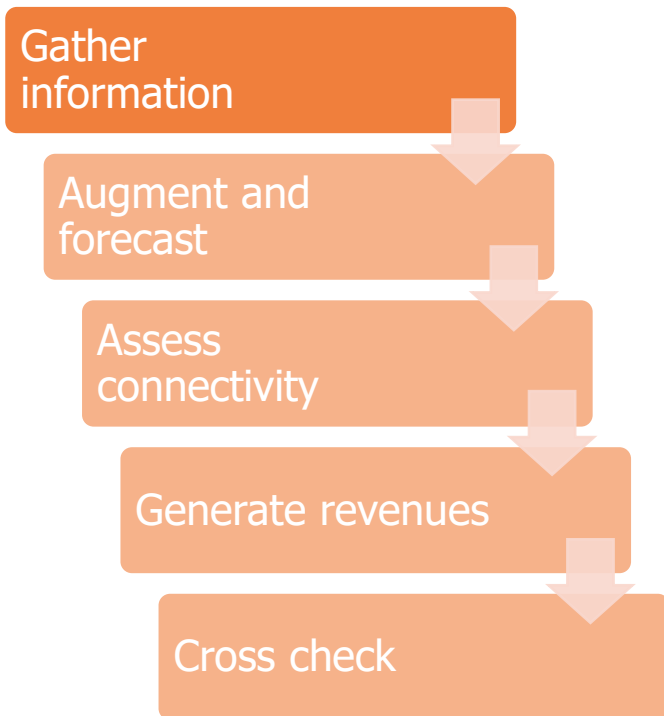 Gather
information
Augment and
forecast
Assess
connectivity
Generate revenues
Cross check